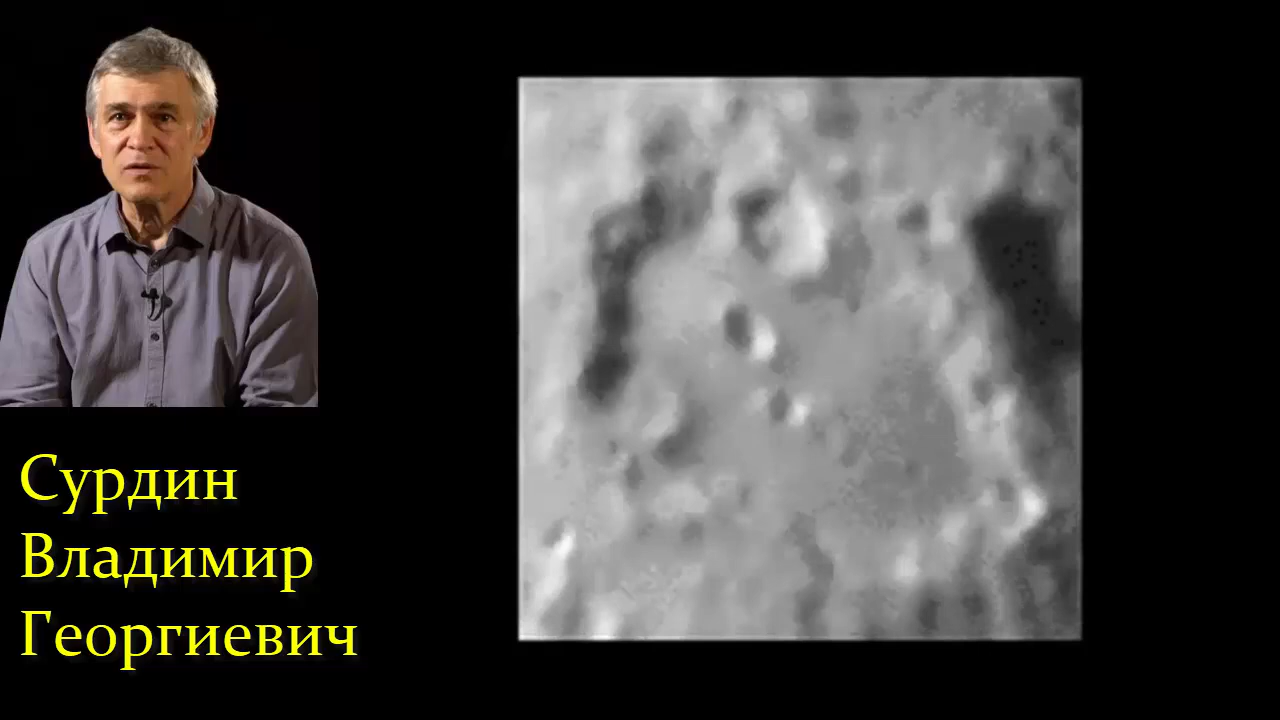 Сурдин
Владимир
Георгиевич